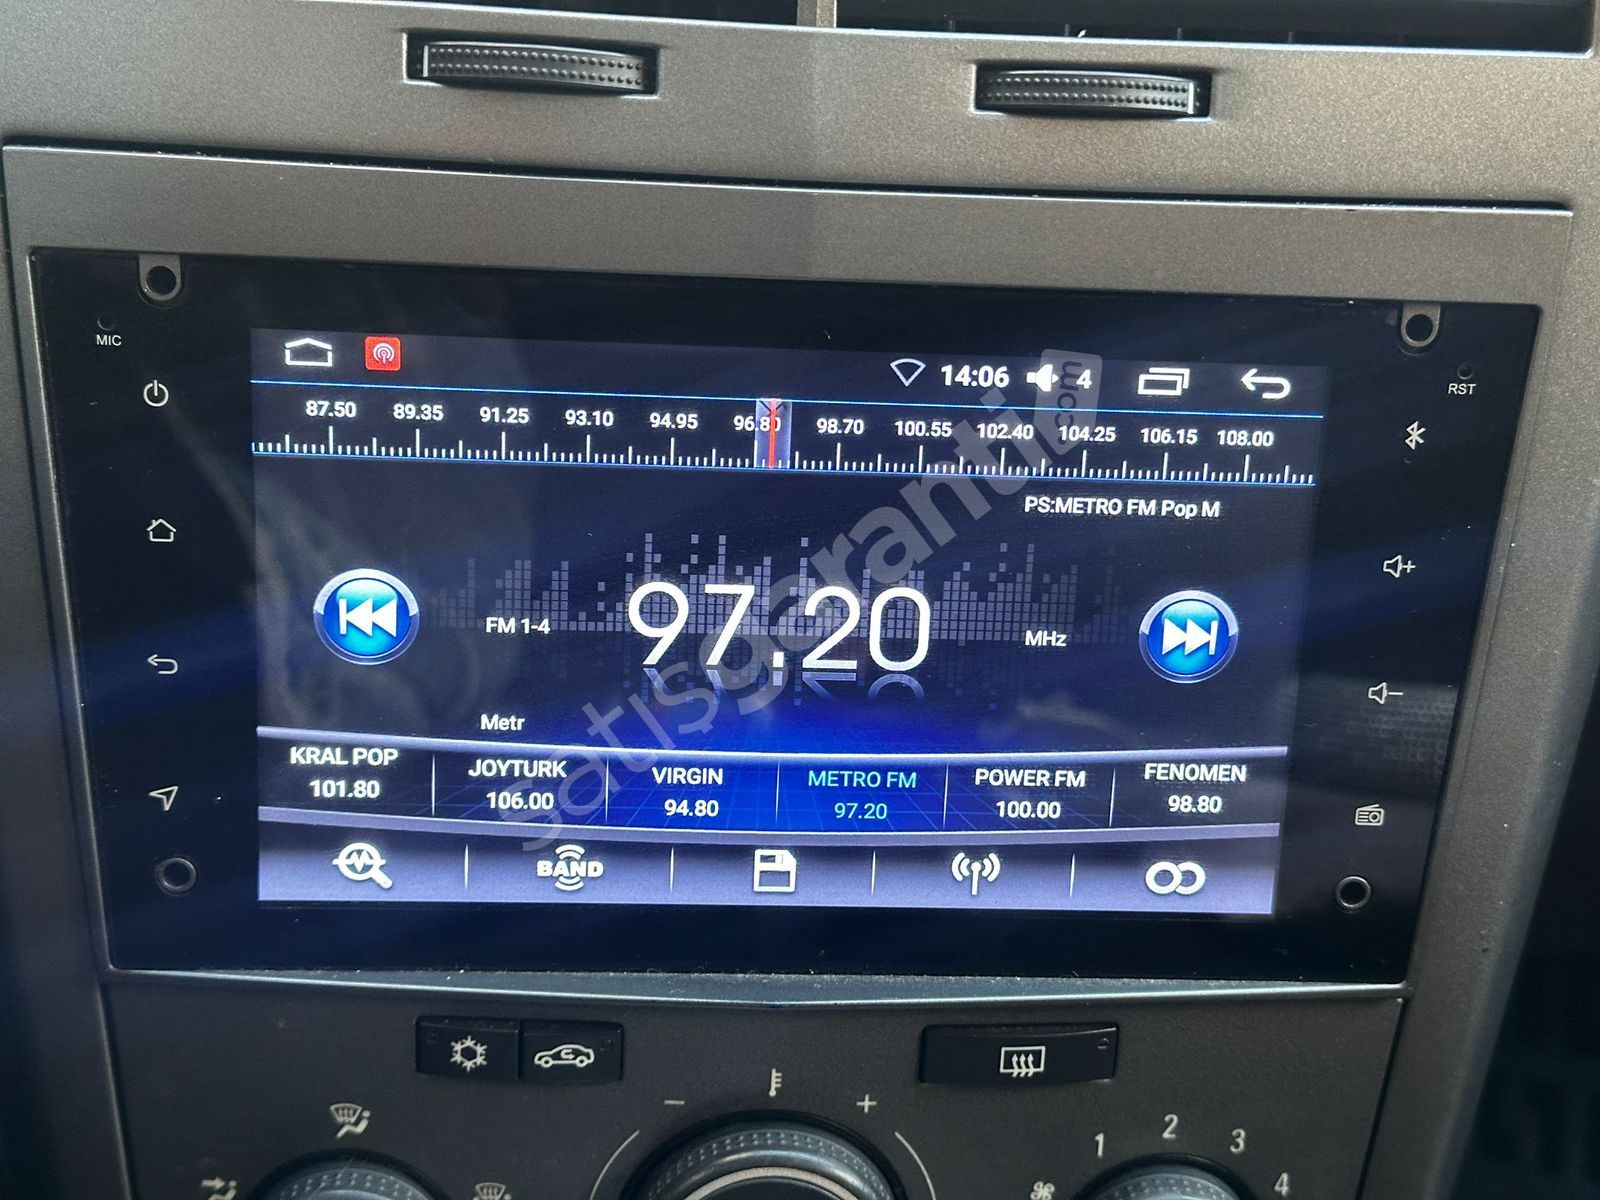 MIC
RST
14:06 4
87.50 89.35 91.25 93.10 94.95 96.80 98.70 100.55 102.40 104.25 106.15 108.00
PS:METRO FM Pop M
FM 1-4 97.20 MHz
Metr
KRAL POP JOYTURK VIRGIN METRO FM POWER FM FENOMEN
101.80 106.00 94.80 97.20 100.00 98.80
BAND
satışgaranti.com
− +
1 2 3 4